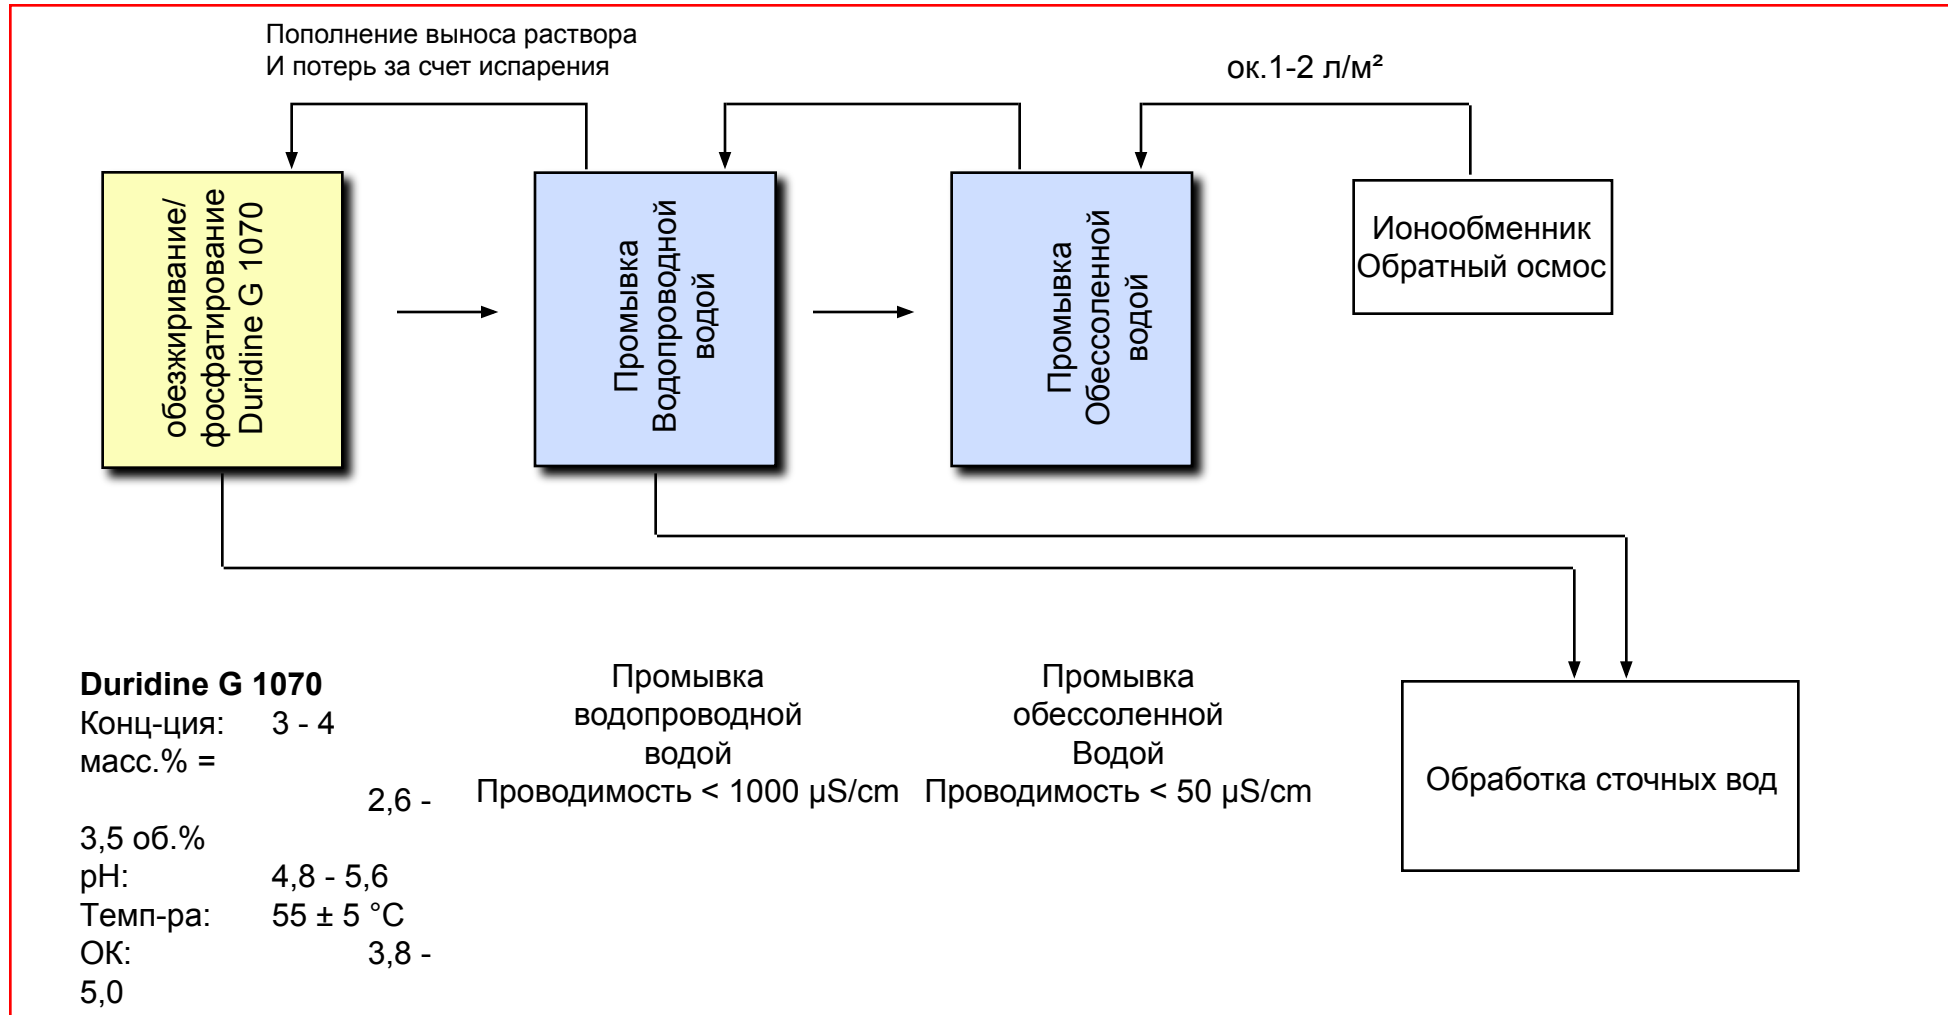 Пополнение выноса раствора
И потерь за счет испарения
ок.1-2 л/м²
обезжиривание/
фосфатирование
Duridine G 1070
Промывка
Водопроводной
водой
Промывка
Обессоленной
водой
Ионообменник
Обратный осмос
Duridine G 1070
Конц-ция: 3 - 4
масс.% =
2,6 -
3,5 об.%
pH: 4,8 - 5,6
Темп-ра: 55 ± 5 °C
ОК: 3,8 -
5,0
Промывка
водопроводной
водой
Проводимость < 1000 µS/cm
Промывка
обессоленной
Водой
Проводимость < 50 µS/cm
Обработка сточных вод